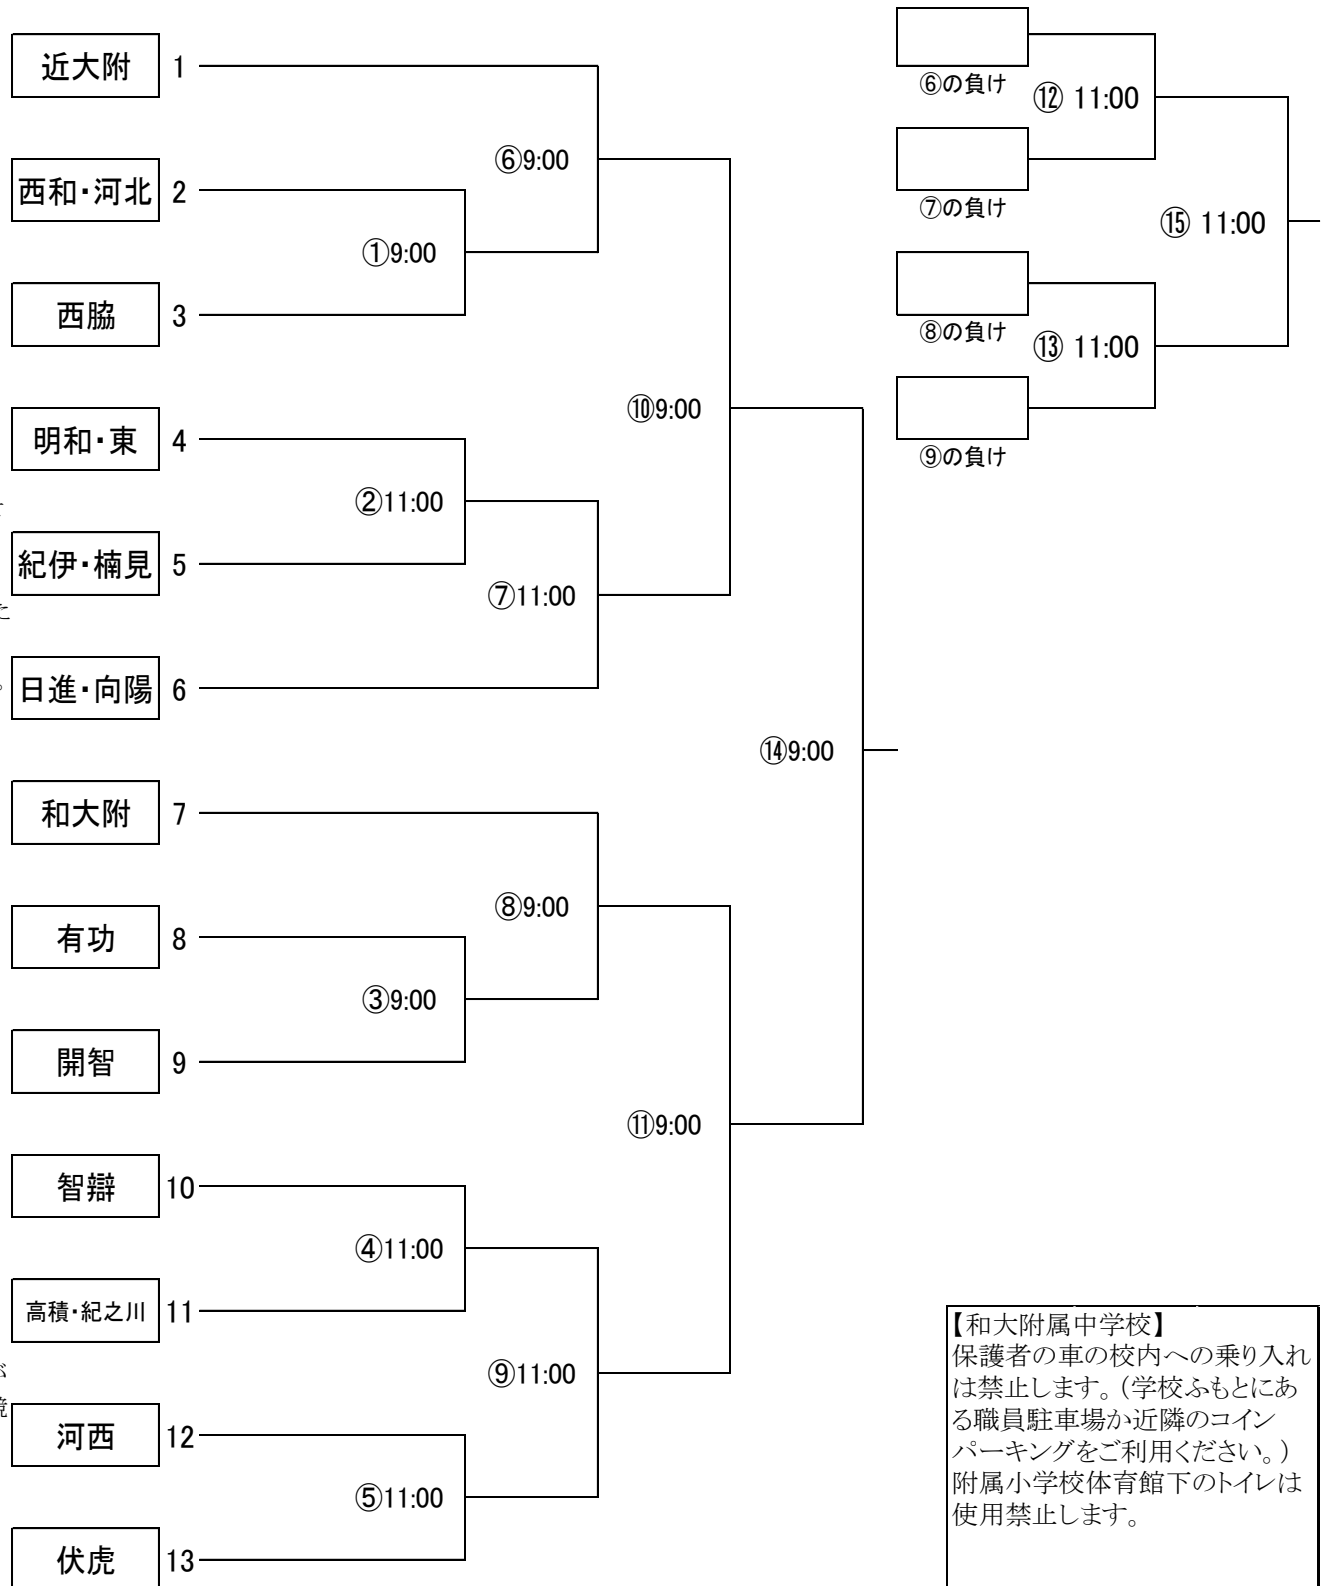 近大附 1
⑥9:00
西和・河北 2
①9:00
西脇 3
⑩9:00
明和・東 4
②11:00
紀伊・楠見 5
⑦11:00
に
。
日進・向陽 6
⑭9:00
和大附 7
⑧9:00
有功 8
③9:00
開智 9
⑪9:00
智辯 10
④11:00
高積・紀之川 11
が
⑨11:00
河西 12
⑤11:00
伏虎 13
⑥の負け
⑫ 11:00
⑦の負け
⑮ 11:00
⑧の負け
⑬ 11:00
⑨の負け
【和大附属中学校】
保護者の車の校内への乗り入れ
は禁止します。（学校ふもとにあ
る職員駐車場か近隣のコイン
パーキングをご利用ください。）
附属小学校体育館下のトイレは
使用禁止します。